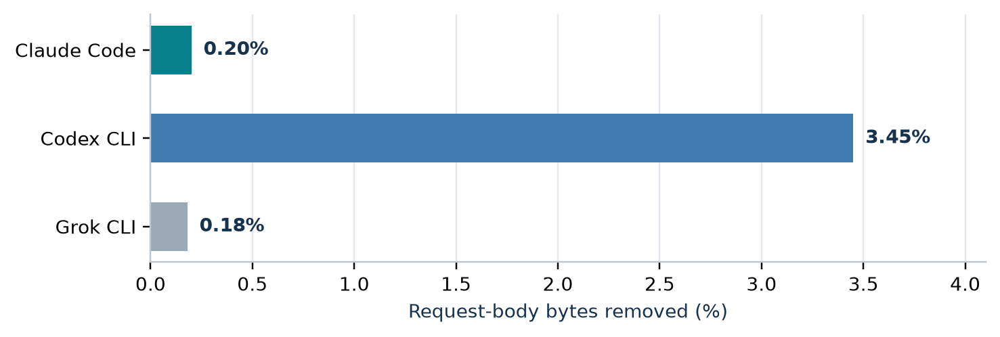 Claude Code
0.20%
Codex CLI
3.45%
Grok CLI
0.18%
0.0 0.5 1.0 1.5 2.0 2.5 3.0 3.5 4.0
Request-body bytes removed (%)